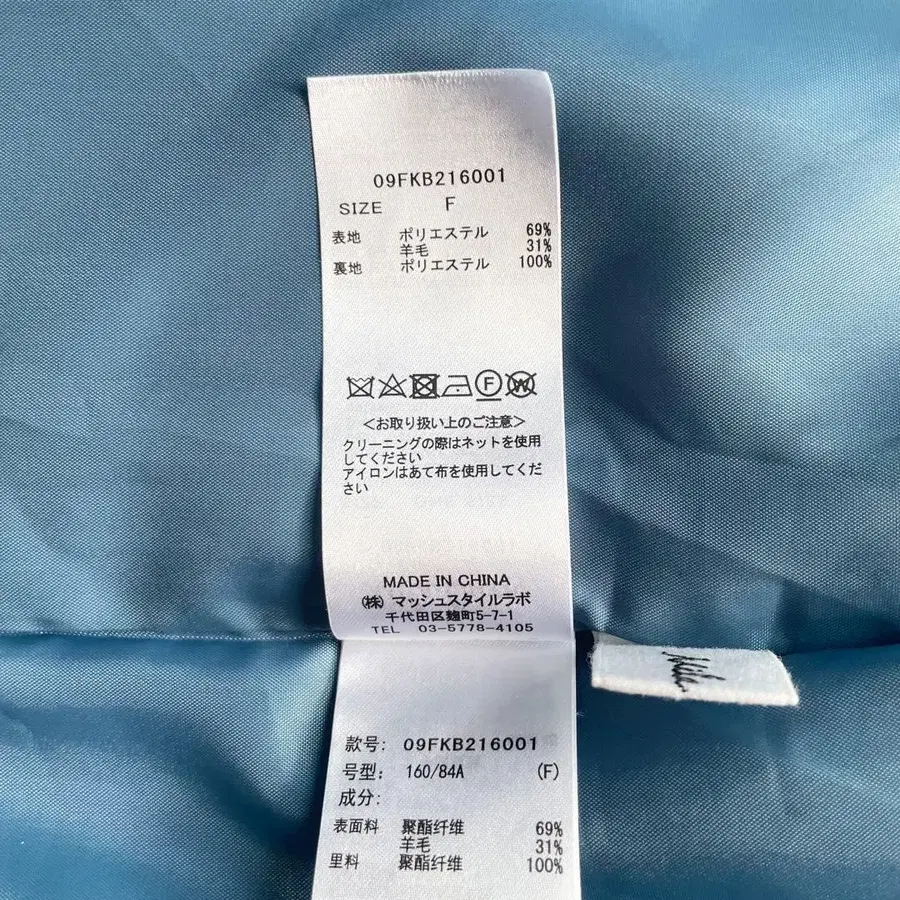 09FKB216001
SIZE F
表地 ポリエステル 69%
羊毛 31%
裏地 ポリエステル 100%
F W
<お取り扱い上のご注意>
クリーニングの際はネットを使用
してください
アイロンはあて布を使用してくだ
さい
MADE IN CHINA
(株) マッシュスタイルラボ
千代田区麹町5-7-1
TEL 03-5778-4105
款号: 09FKB216001
号型: 160/84A (F)
成分:
表面料 聚酯纤维 69%
羊毛 31%
里料 聚酯纤维 100%